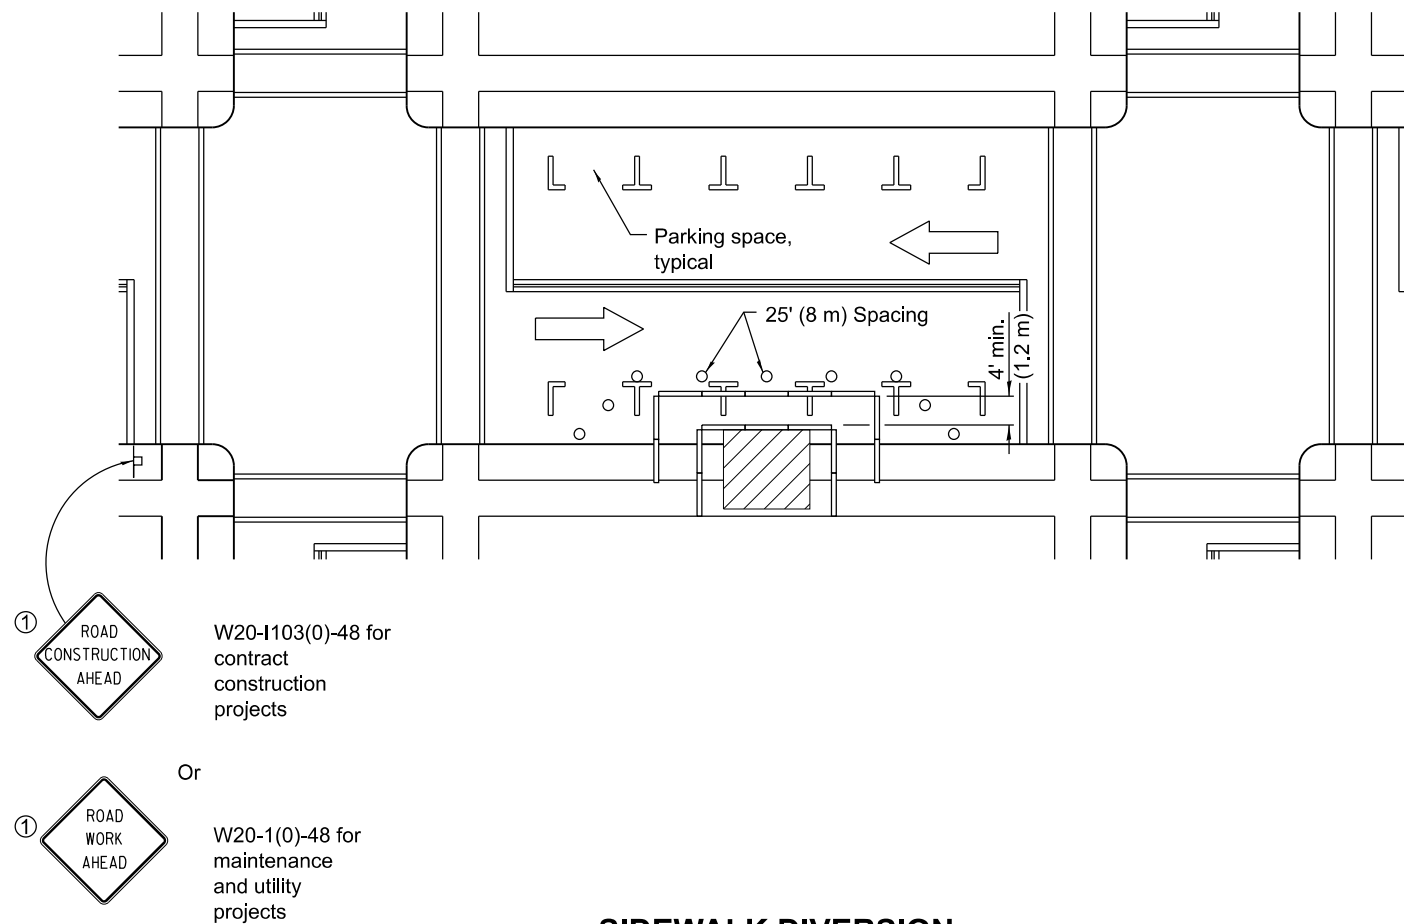 Parking space,
typical
25' (8 m) Spacing
4' min.
(1.2 m)
①
ROAD
CONSTRUCTION
AHEAD
W20-I103(0)-48 for
contract
construction
projects
Or
①
ROAD
WORK
AHEAD
W20-1(0)-48 for
maintenance
and utility
projects
SIDEWALK DIVERSION